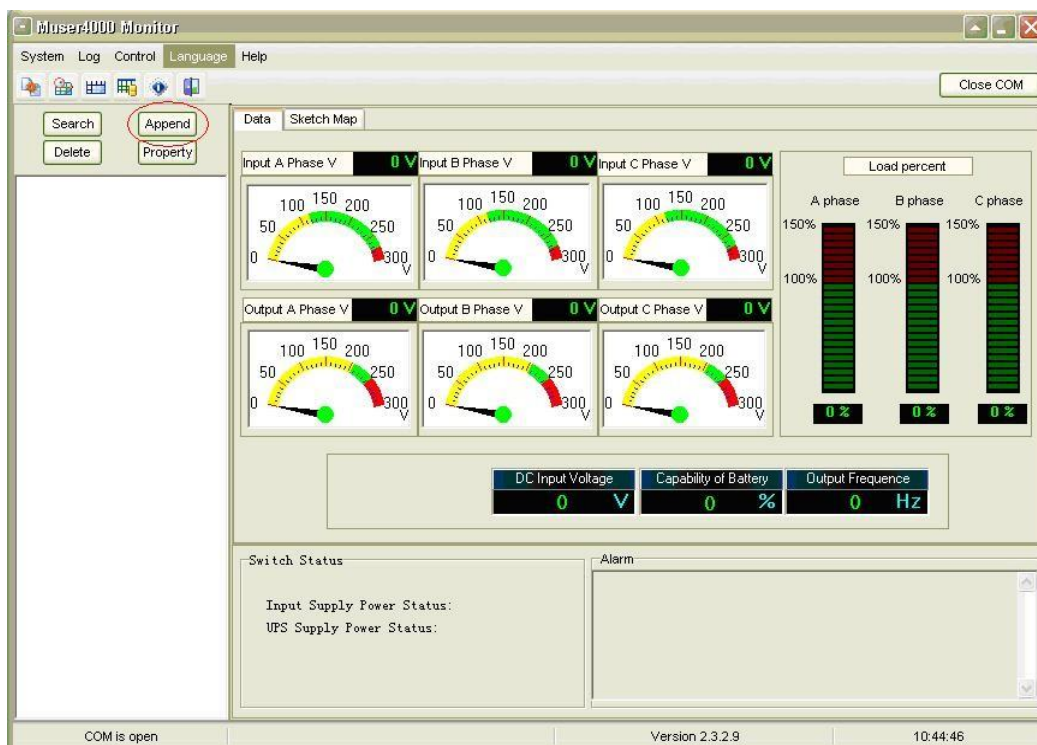 Muser4000 Monitor
System Log Control Language Help
Close COM
Search Append
Delete Property
Data Sketch Map
Input A Phase V 0 V Input B Phase V 0 V Input C Phase V 0 V
0 50 100 150 200 250 300 V
0 50 100 150 200 250 300 V
0 50 100 150 200 250 300 V
Output A Phase V 0 V Output B Phase V 0 V Output C Phase V 0 V
0 50 100 150 200 250 300 V
0 50 100 150 200 250 300 V
0 50 100 150 200 250 300 V
Load percent
A phase B phase C phase
150% 150% 150%
100% 100% 100%
0 % 0 % 0 %
DC Input Voltage Capability of Battery Output Frequence
0 V 0 % 0 Hz
Switch Status
Input Supply Power Status:
UPS Supply Power Status:
Alarm
COM is open Version 2.3.2.9 10:44:46